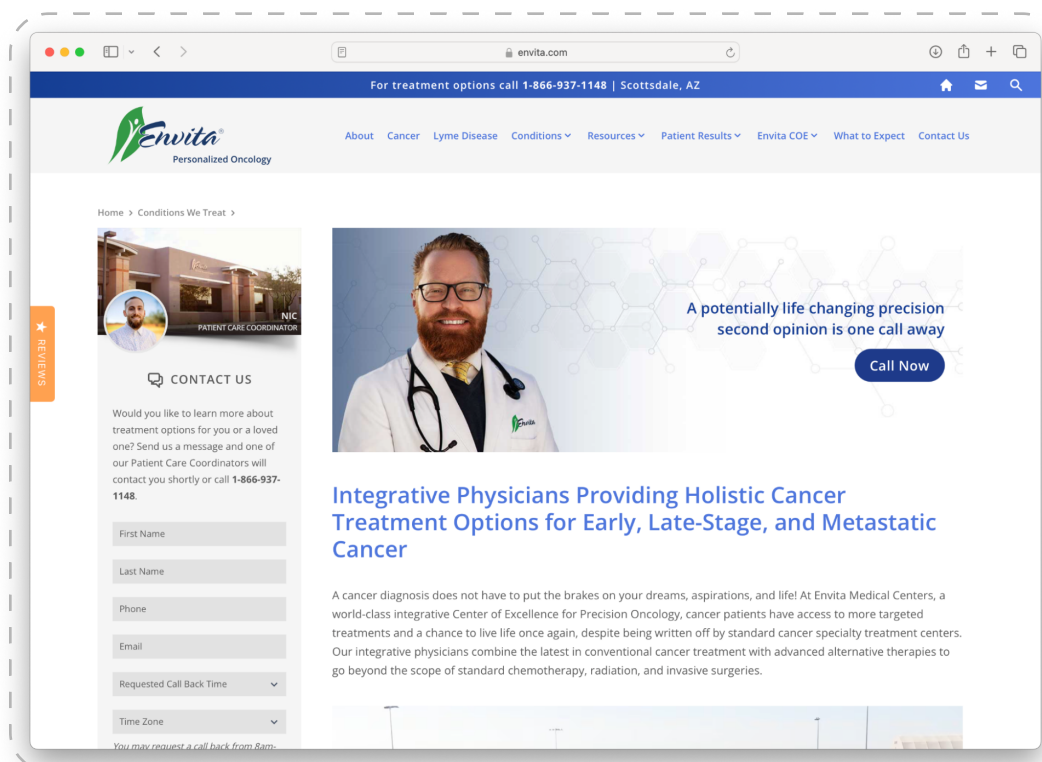 envita.com
For treatment options call 1-866-937-1148 | Scottsdale, AZ
Envita®
Personalized Oncology
About Cancer Lyme Disease Conditions Resources Patient Results Envita COE What to Expect Contact Us
Home > Conditions We Treat >
NIC
PATIENT CARE COORDINATOR
REVIEWS
CONTACT US
Would you like to learn more about
treatment options for you or a loved
one? Send us a message and one of
our Patient Care Coordinators will
contact you shortly or call 1-866-937-
1148.
First Name
Last Name
Phone
Email
Requested Call Back Time
Time Zone
You may request a call back from 8am-
A potentially life changing precision
second opinion is one call away
Call Now
Envita
Integrative Physicians Providing Holistic Cancer
Treatment Options for Early, Late-Stage, and Metastatic
Cancer
A cancer diagnosis does not have to put the brakes on your dreams, aspirations, and life! At Envita Medical Centers, a
world-class integrative Center of Excellence for Precision Oncology, cancer patients have access to more targeted
treatments and a chance to live life once again, despite being written off by standard cancer specialty treatment centers.
Our integrative physicians combine the latest in conventional cancer treatment with advanced alternative therapies to
go beyond the scope of standard chemotherapy, radiation, and invasive surgeries.